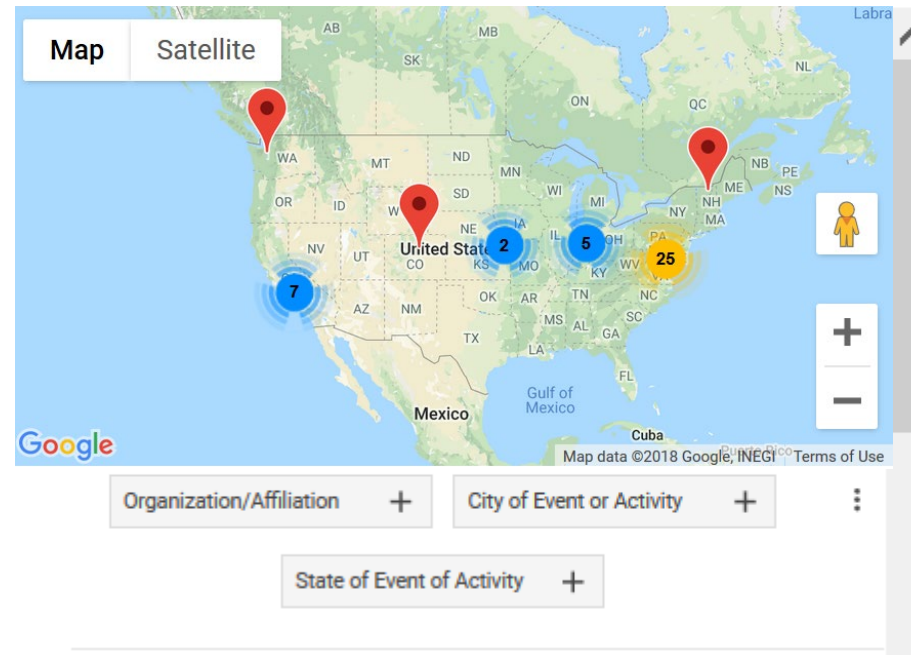 Map Satellite
Labra
AB
MB
SK
NL
ON
QC
WA
ND
MT
MN
NB
PE
OR
ID
SD
WI
MI
ME
NS
W
NH
NY
MA
NE
IA
IL
OH
PA
NV
UT
United State
2
5
25
CO
KS
MO
WV
KY
7
AZ
NM
OK
AR
TN
NC
MS
AL
SC
GA
TX
LA
FL
Gulf of
Mexico
Mexico
Cuba
Puerto Rico
Google
Map data ©2018 Google, INEGI Terms of Use
Organization/Affiliation +
City of Event or Activity +
State of Event of Activity +